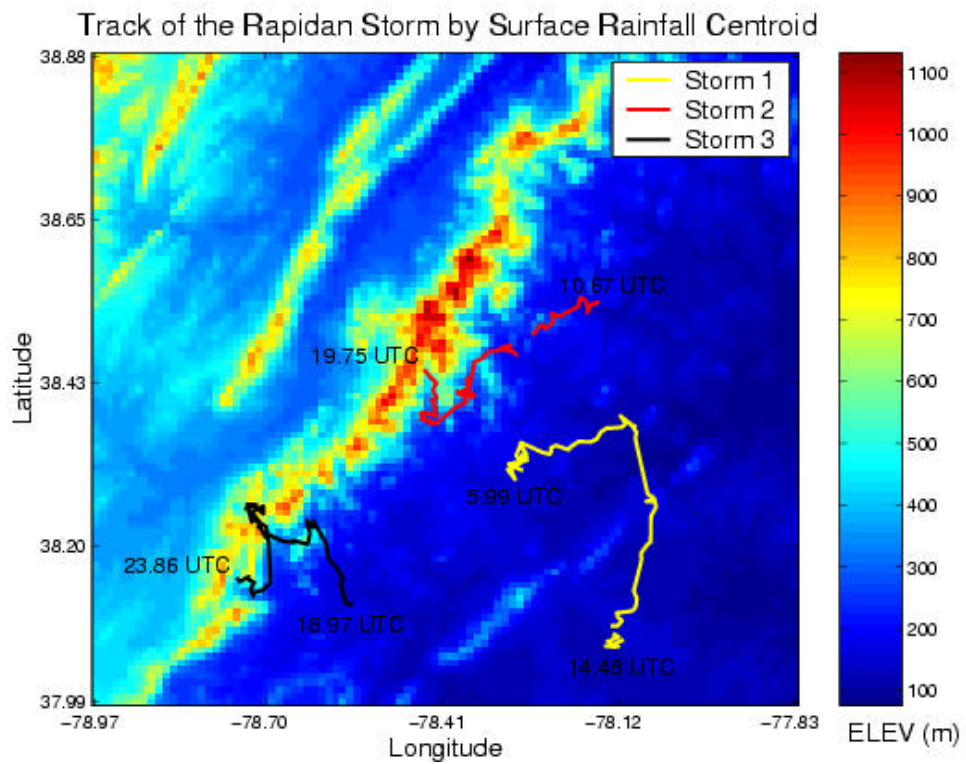 Track of the Rapidan Storm by Surface Rainfall Centroid
38.88
38.65
38.43
38.20
37.99
Latitude
Storm 1
Storm 2
Storm 3
10.67 UTC
19.75 UTC
5.99 UTC
23.86 UTC
18.97 UTC
14.48 UTC
−78.97
−78.70
−78.41
−78.12
−77.83
Longitude
1100
1000
900
800
700
600
500
400
300
200
100
ELEV (m)